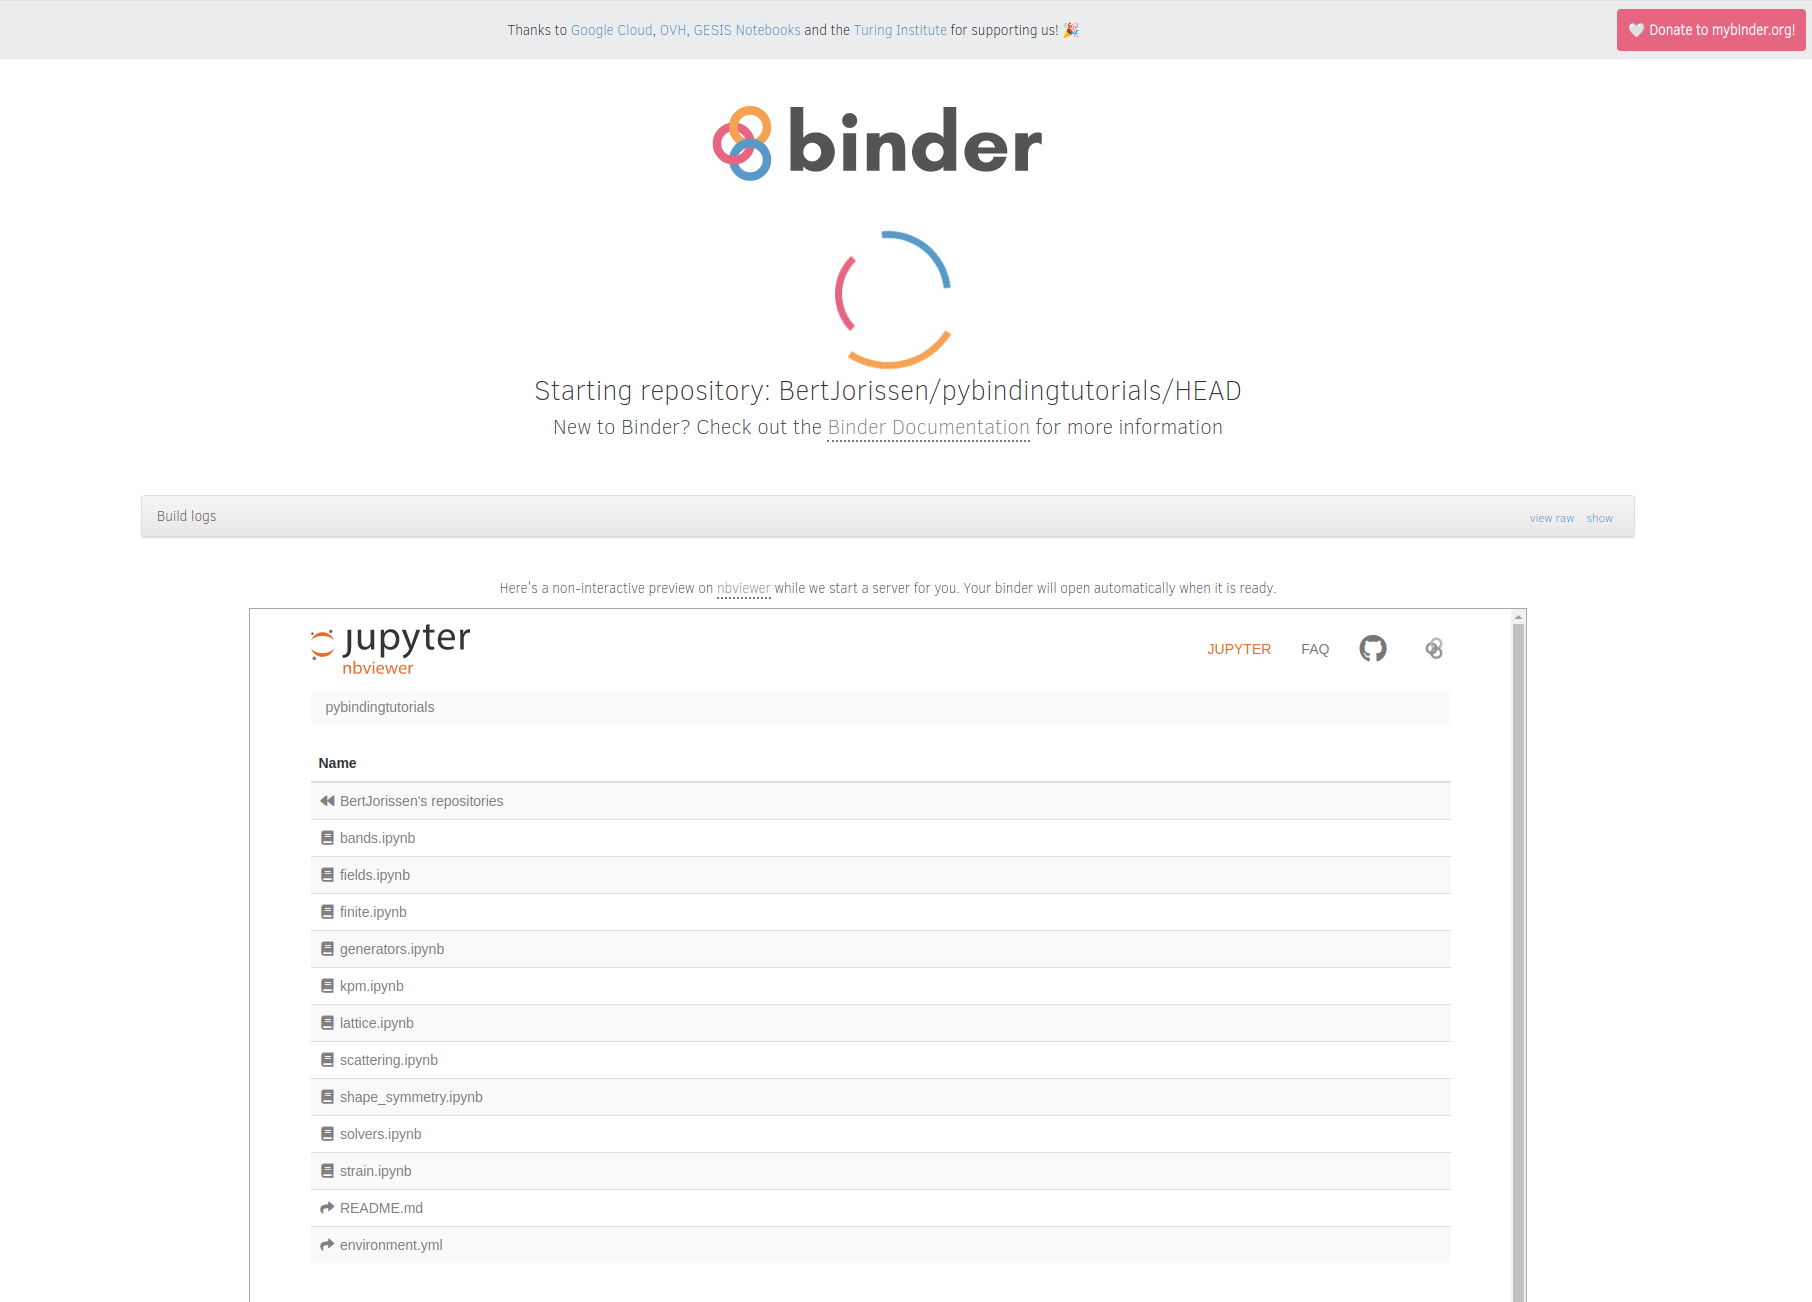 Thanks to Google Cloud, OVH, GESIS Notebooks and the Turing Institute for supporting us! 🎉
🤍 Donate to mybinder.org!
binder
Starting repository: BertJorissen/pybindingtutorials/HEAD
New to Binder? Check out the Binder Documentation for more information
Build logs
view raw show
Here's a non-interactive preview on nbviewer while we start a server for you. Your binder will open automatically when it is ready.
jupyter
nbviewer
JUPYTER FAQ
pybindingtutorials
Name
BertJorissen's repositories
bands.ipynb
fields.ipynb
finite.ipynb
generators.ipynb
kpm.ipynb
lattice.ipynb
scattering.ipynb
shape_symmetry.ipynb
solvers.ipynb
strain.ipynb
README.md
environment.yml